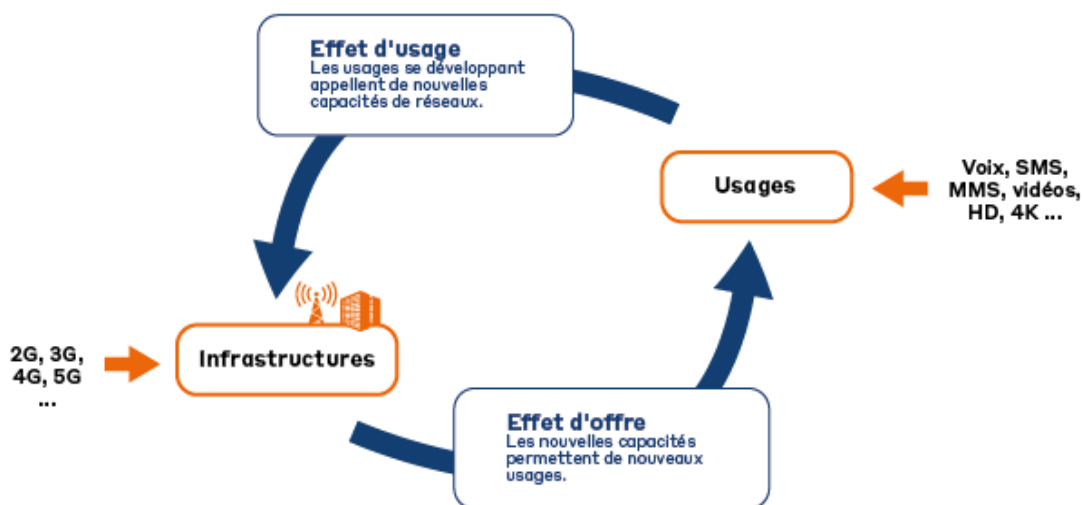 Effet d'usage
Les usages se développant
appellent de nouvelles
capacités de réseaux.
Usages
Voix, SMS,
MMS, vidéos,
HD, 4K ...
Infrastructures
2G, 3G,
4G, 5G
...
Effet d'offre
Les nouvelles capacités
permettent de nouveaux
usages.